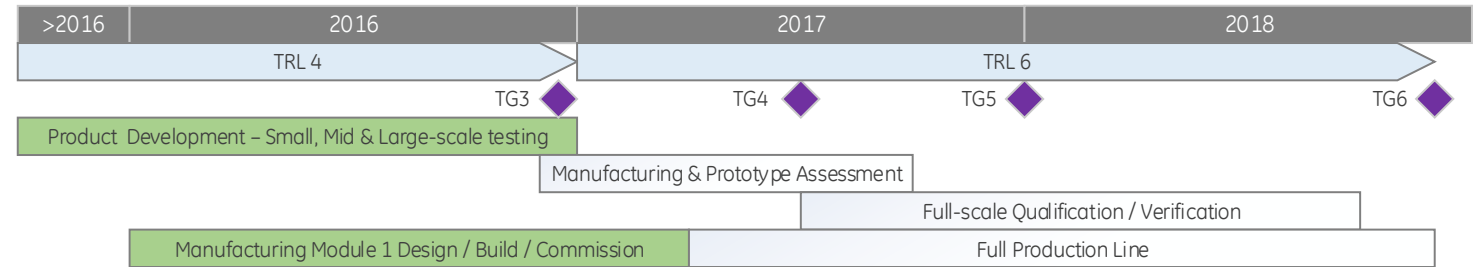 >2016 2016 2017 2018
TRL 4 TRL 6
TG3 TG4 TG5 TG6
Product Development – Small, Mid & Large-scale testing
Manufacturing & Prototype Assessment
Full-scale Qualification / Verification
Manufacturing Module 1 Design / Build / Commission Full Production Line